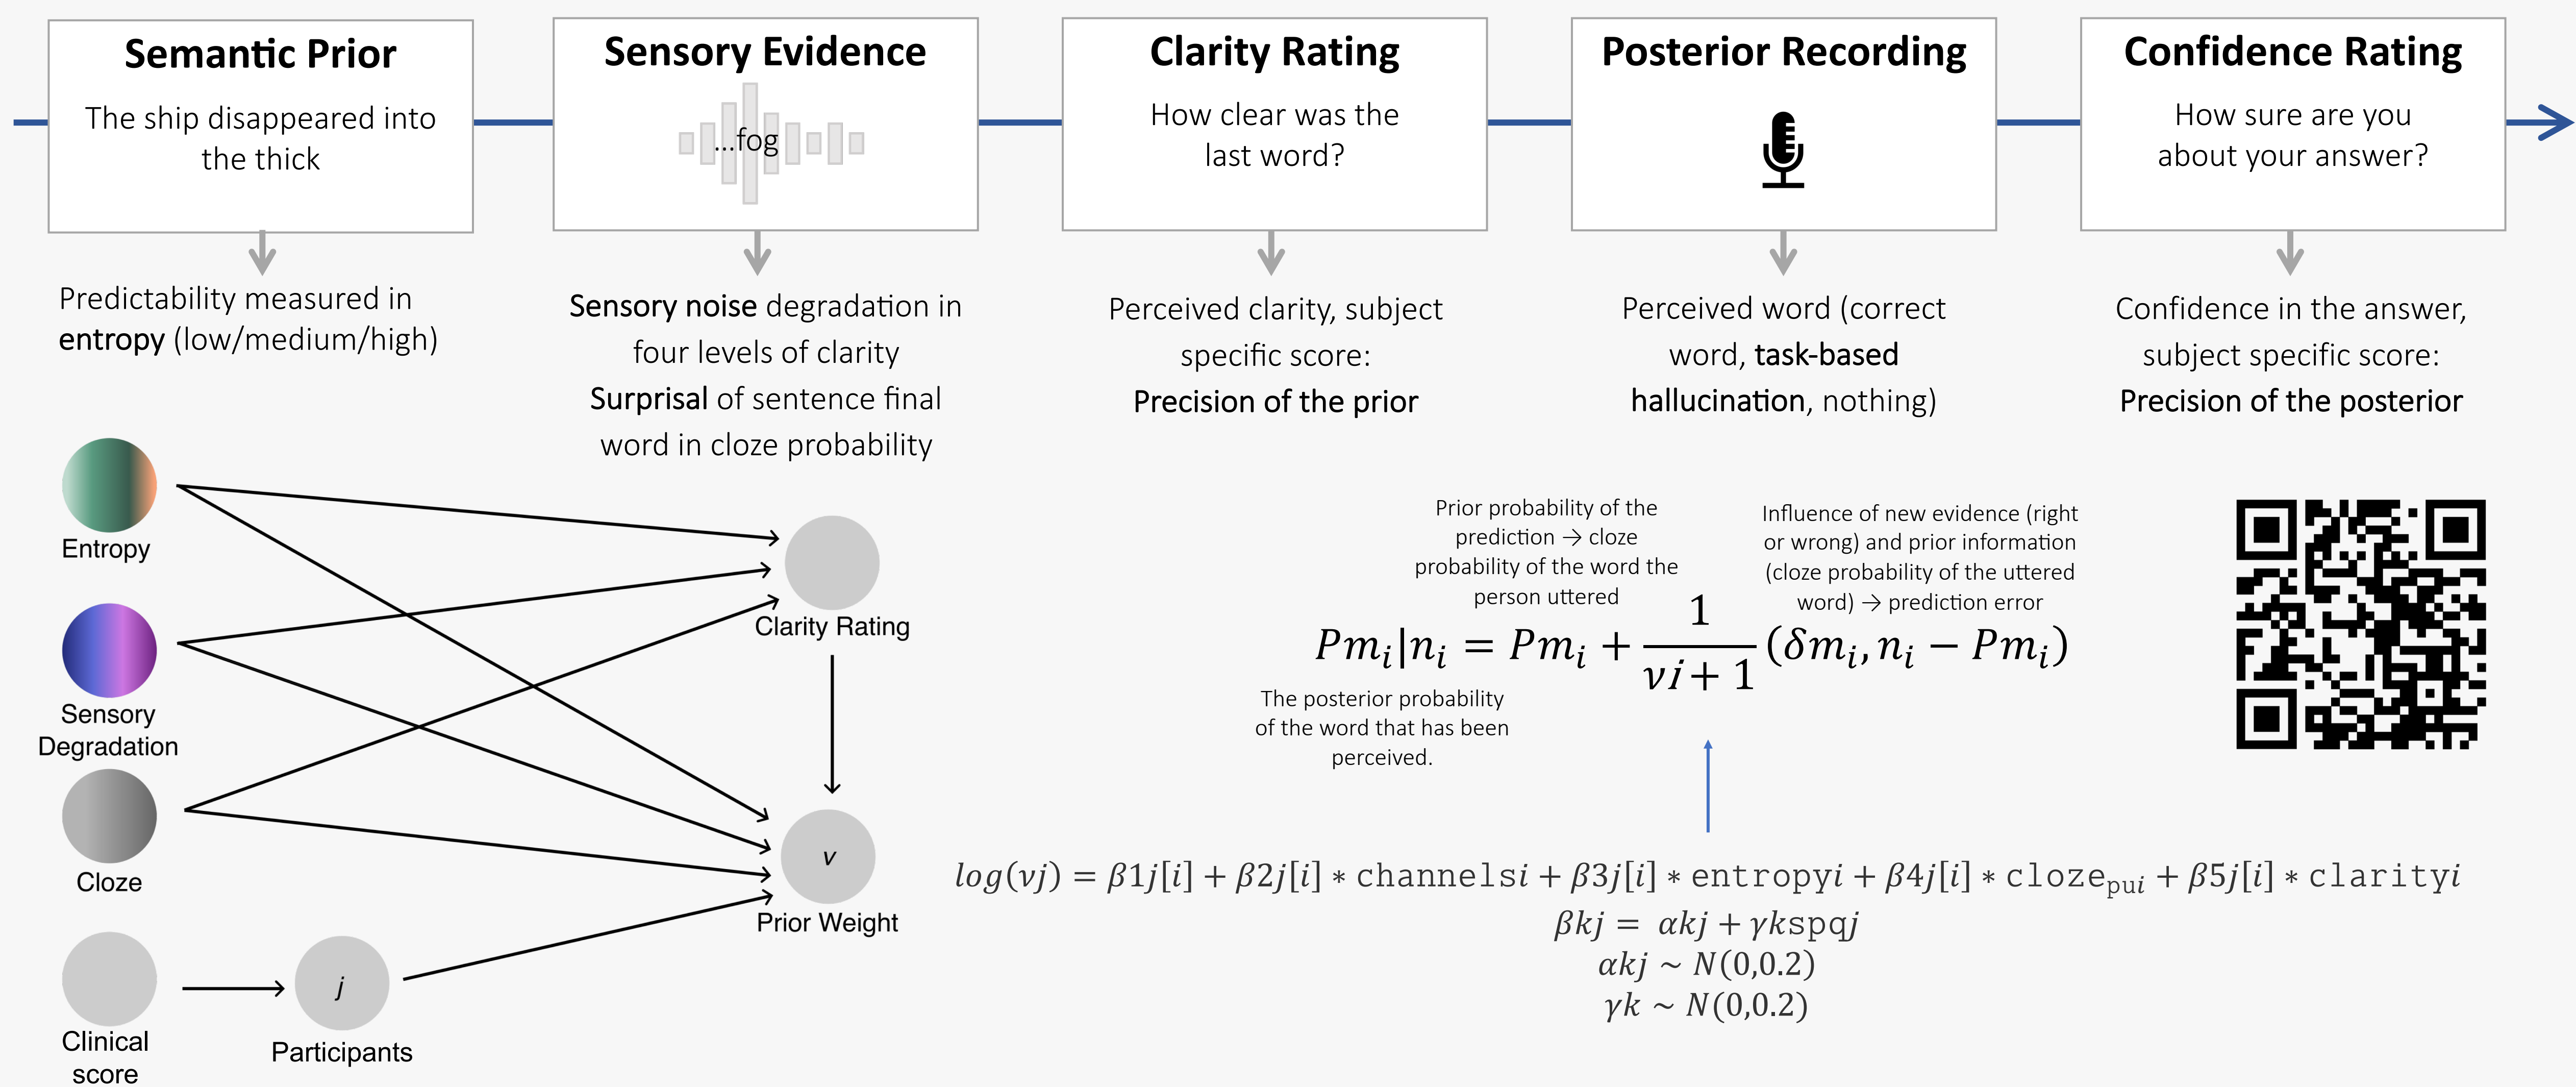 Semantic Prior
The ship disappeared into
the thick
Sensory Evidence
...fog
Clarity Rating
How clear was the
last word?
Posterior Recording
Confidence Rating
How sure are you
about your answer?
Predictability measured in
entropy (low/medium/high)
Sensory noise degradation in
four levels of clarity
Surprisal of sentence final
word in cloze probability
Perceived clarity, subject
specific score:
Precision of the prior
Perceived word (correct
word, task-based
hallucination, nothing)
Confidence in the answer,
subject specific score:
Precision of the posterior
Entropy
Sensory
Degradation
Cloze
Clinical
score
j
Participants
Clarity Rating
v
Prior Weight
Prior probability of the
prediction → cloze
probability of the word the
person uttered
Influence of new evidence (right
or wrong) and prior information
(cloze probability of the uttered
word) → prediction error
Pmᵢ|nᵢ = Pmᵢ + 1/(νi + 1) (δmᵢ, nᵢ − Pmᵢ)
The posterior probability
of the word that has been
perceived.
log(νj) = β1j[i] + β2j[i] * channelsi + β3j[i] * entropyi + β4j[i] * cloze_pui + β5j[i] * clarityi
βkj = αkj + γkspqj
αkj ~ N(0,0.2)
γk ~ N(0,0.2)